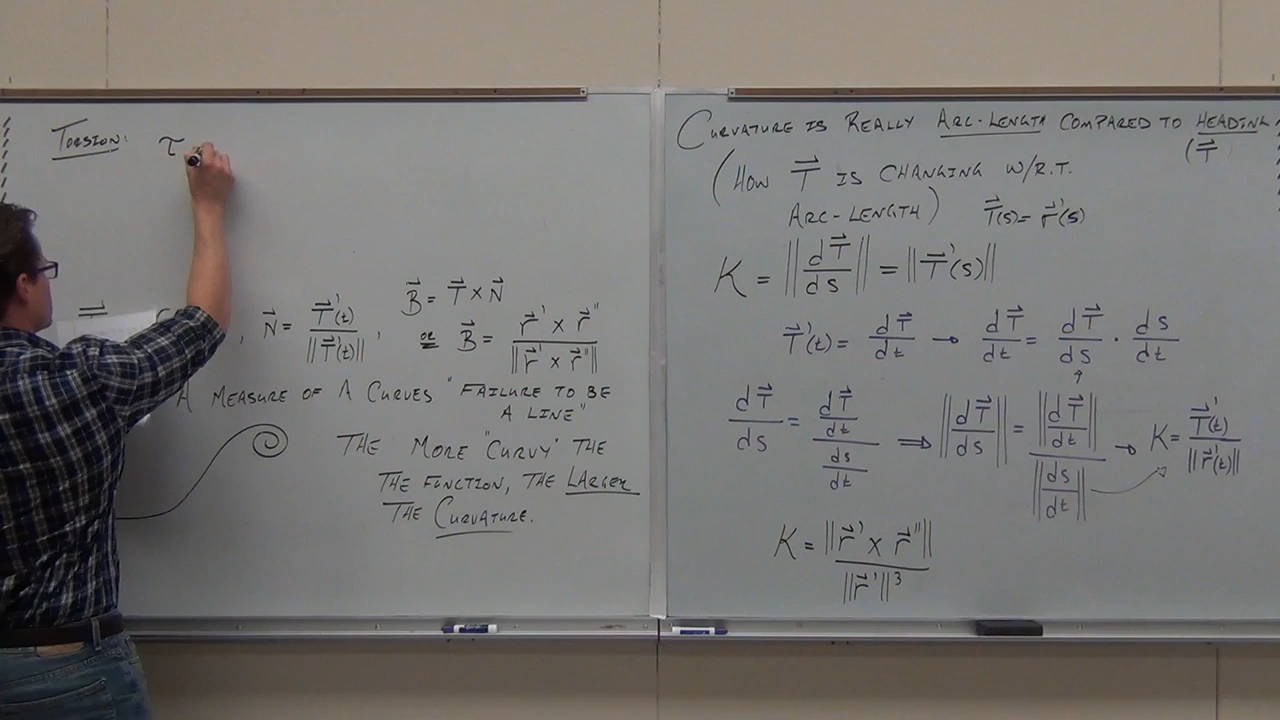 TORSION: τ
, N⃗ = T⃗'(t) / ||T⃗'(t)|| , B⃗ = T⃗ × N⃗
OR B⃗ = r⃗' × r⃗'' / ||r⃗' × r⃗''||
A MEASURE OF A CURVES "FAILURE TO BE
A LINE"
THE MORE "CURVY" THE
THE FUNCTION, THE LARGER
THE CURVATURE.
CURVATURE IS REALLY ARC-LENGTH COMPARED TO HEADING
(T⃗
(HOW T⃗ IS CHANGING W/R.T.
ARC-LENGTH) T⃗(s) = r⃗'(s)
K = ||dT⃗/ds|| = ||T⃗'(s)||
T⃗'(t) = dT⃗/dt → dT⃗/dt = dT⃗/ds · ds/dt
dT⃗/ds = (dT⃗/dt) / (ds/dt) ⇒ ||dT⃗/ds|| = ||dT⃗/dt|| / ||ds/dt|| → K = T⃗'(t) / ||r⃗'(t)||
K = ||r⃗' × r⃗''|| / ||r⃗'||³